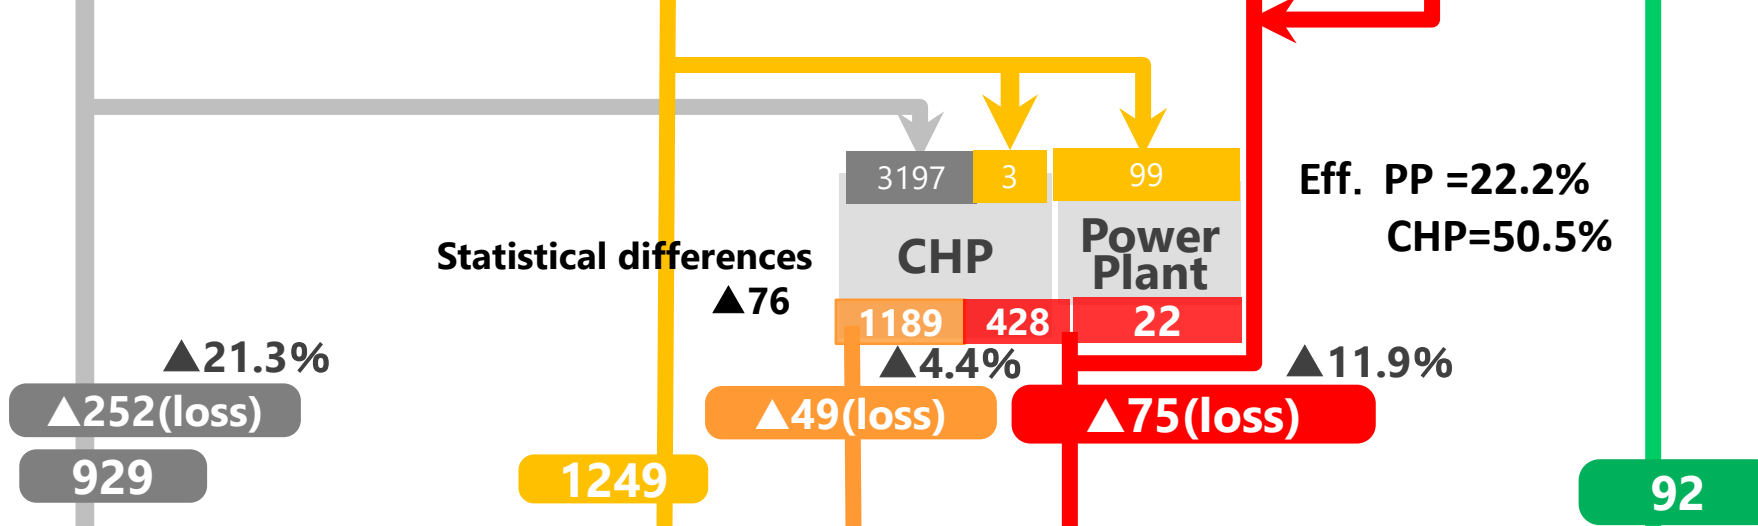 3197
3
99
Eff. PP =22.2%
CHP=50.5%
CHP
Power
Plant
Statistical differences
▲76
1189
428
22
▲21.3%
▲4.4%
▲11.9%
▲252(loss)
▲49(loss)
▲75(loss)
929
1249
92